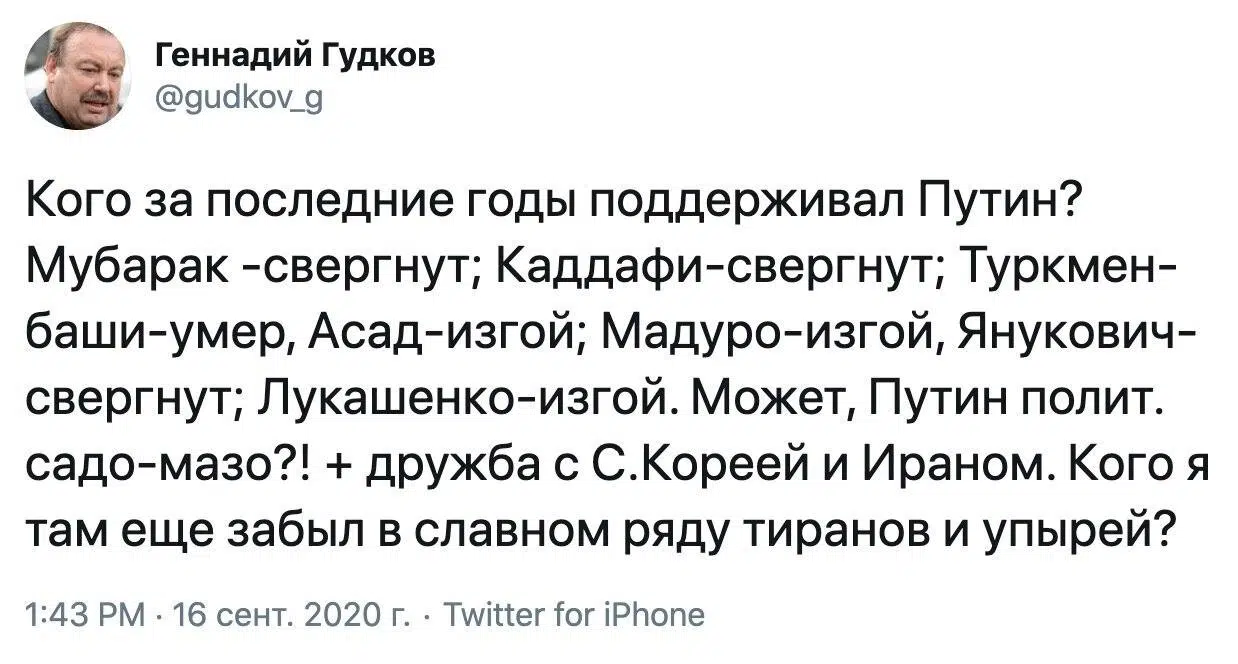 Геннадий Гудков
@gudkov_g
Кого за последние годы поддерживал Путин?
Мубарак -свергнут; Каддафи-свергнут; Туркмен-
баши-умер, Асад-изгой; Мадуро-изгой, Янукович-
свергнут; Лукашенко-изгой. Может, Путин полит.
садо-мазо?! + дружба с С.Кореей и Ираном. Кого я
там еще забыл в славном ряду тиранов и упырей?
1:43 PM · 16 сент. 2020 г. · Twitter for iPhone